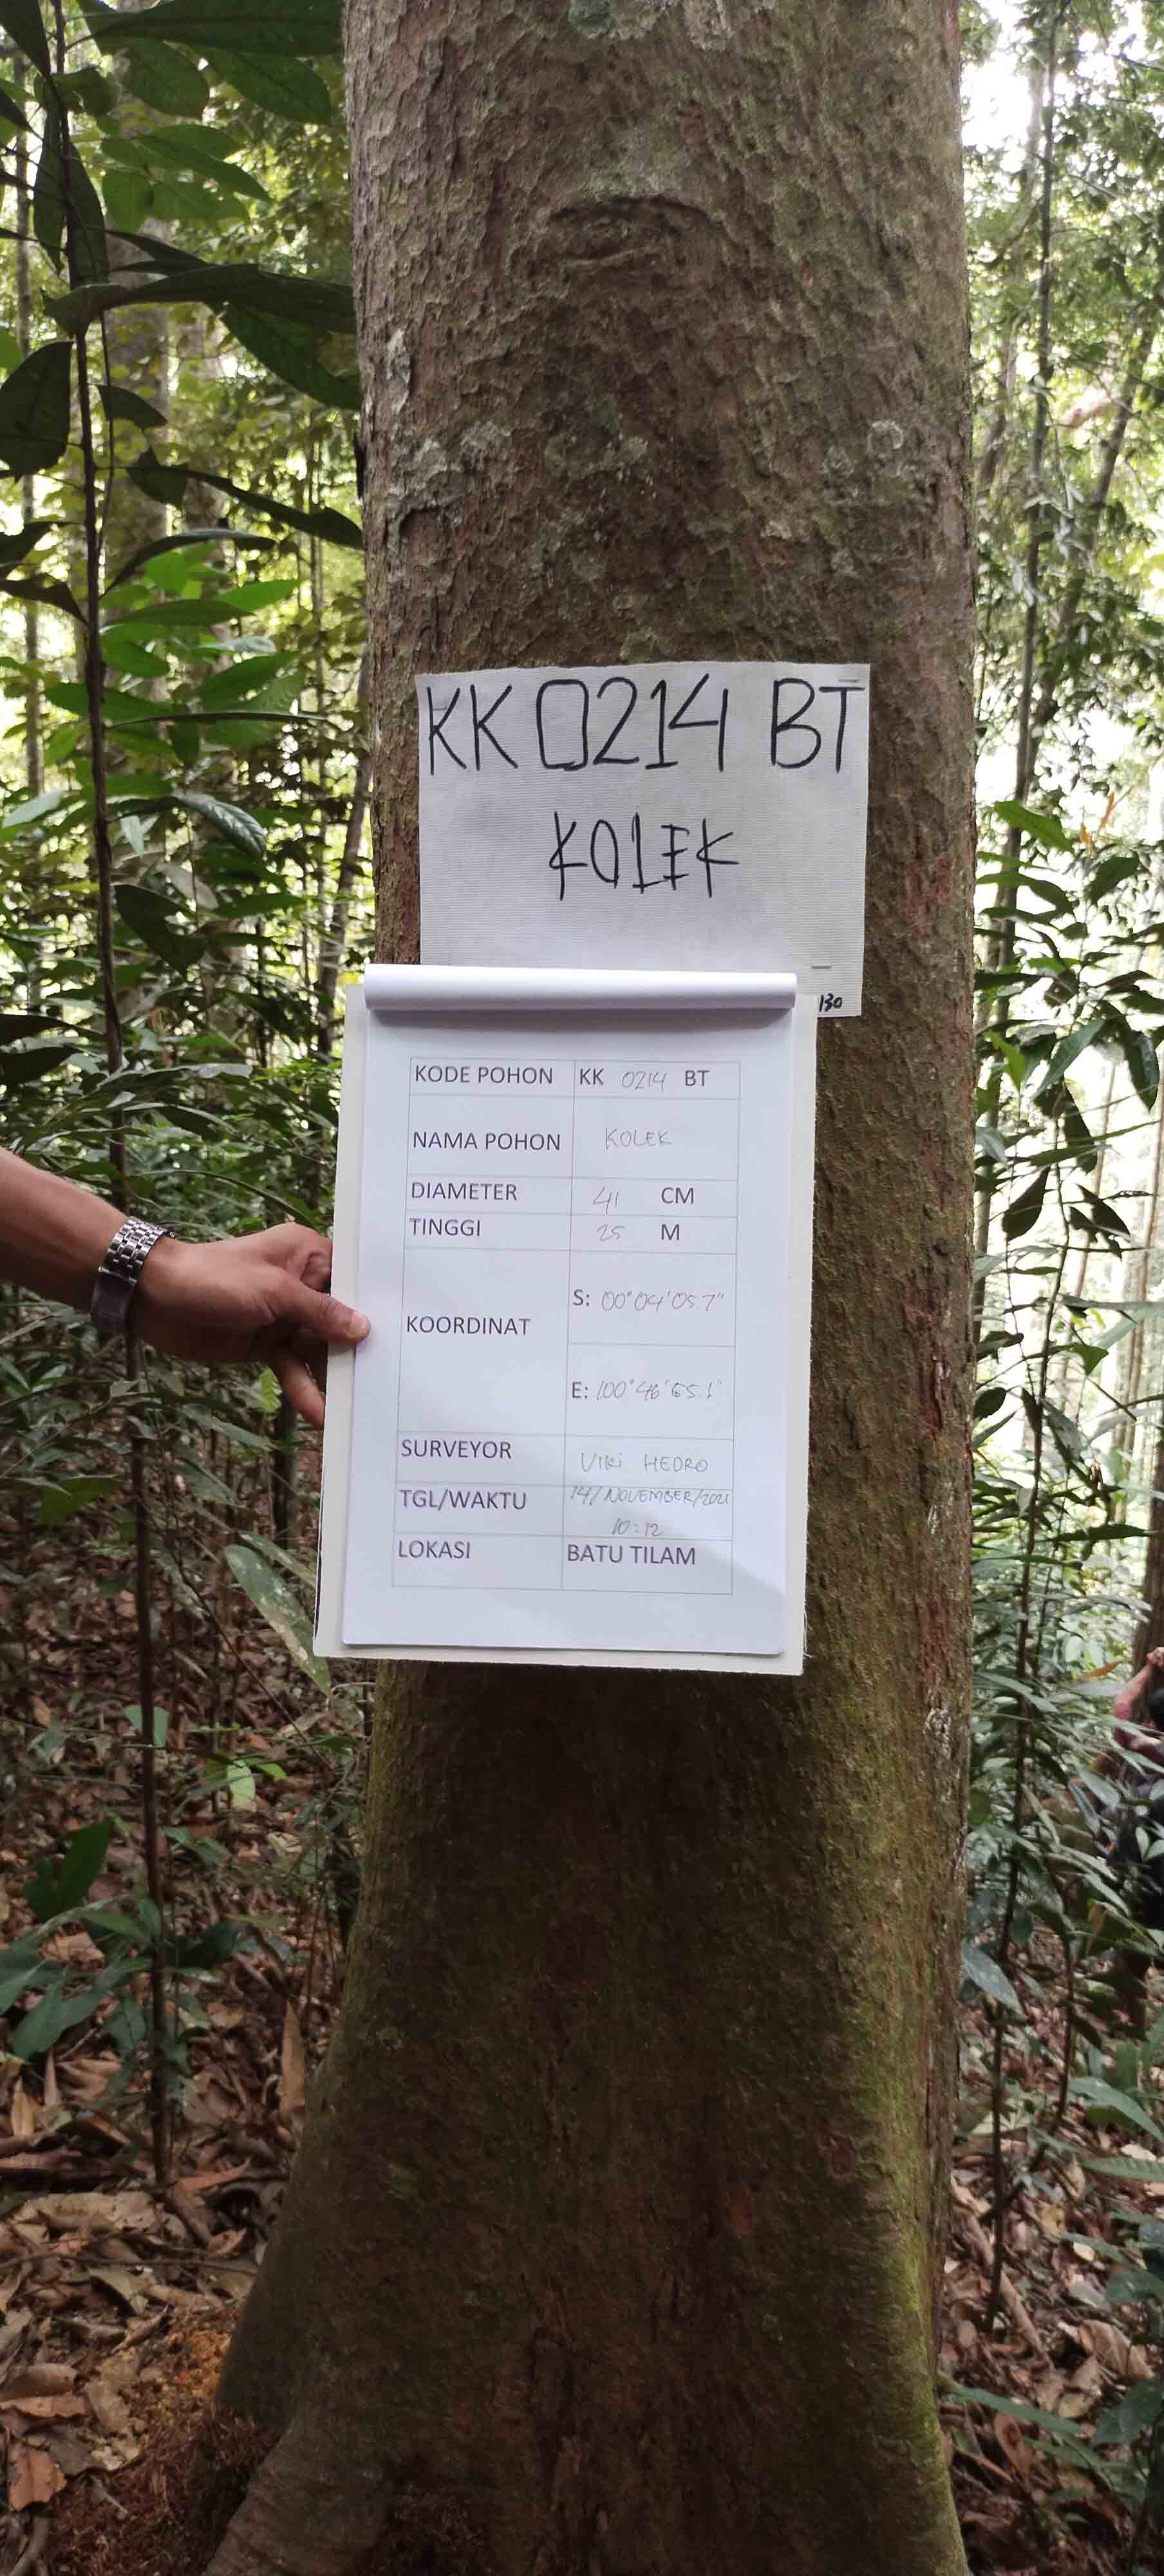 KK 0214 BT
KOLEK
130
KODE POHON KK 0214 BT
NAMA POHON KOLEK
DIAMETER 41 CM
TINGGI 25 M
KOORDINAT
S: 00°04'05.7"
E: 100°46'
SURVEYOR VIKI HEDRO
TGL/WAKTU 14/NOVEMBER/2021
10:12
LOKASI BATU TILAM